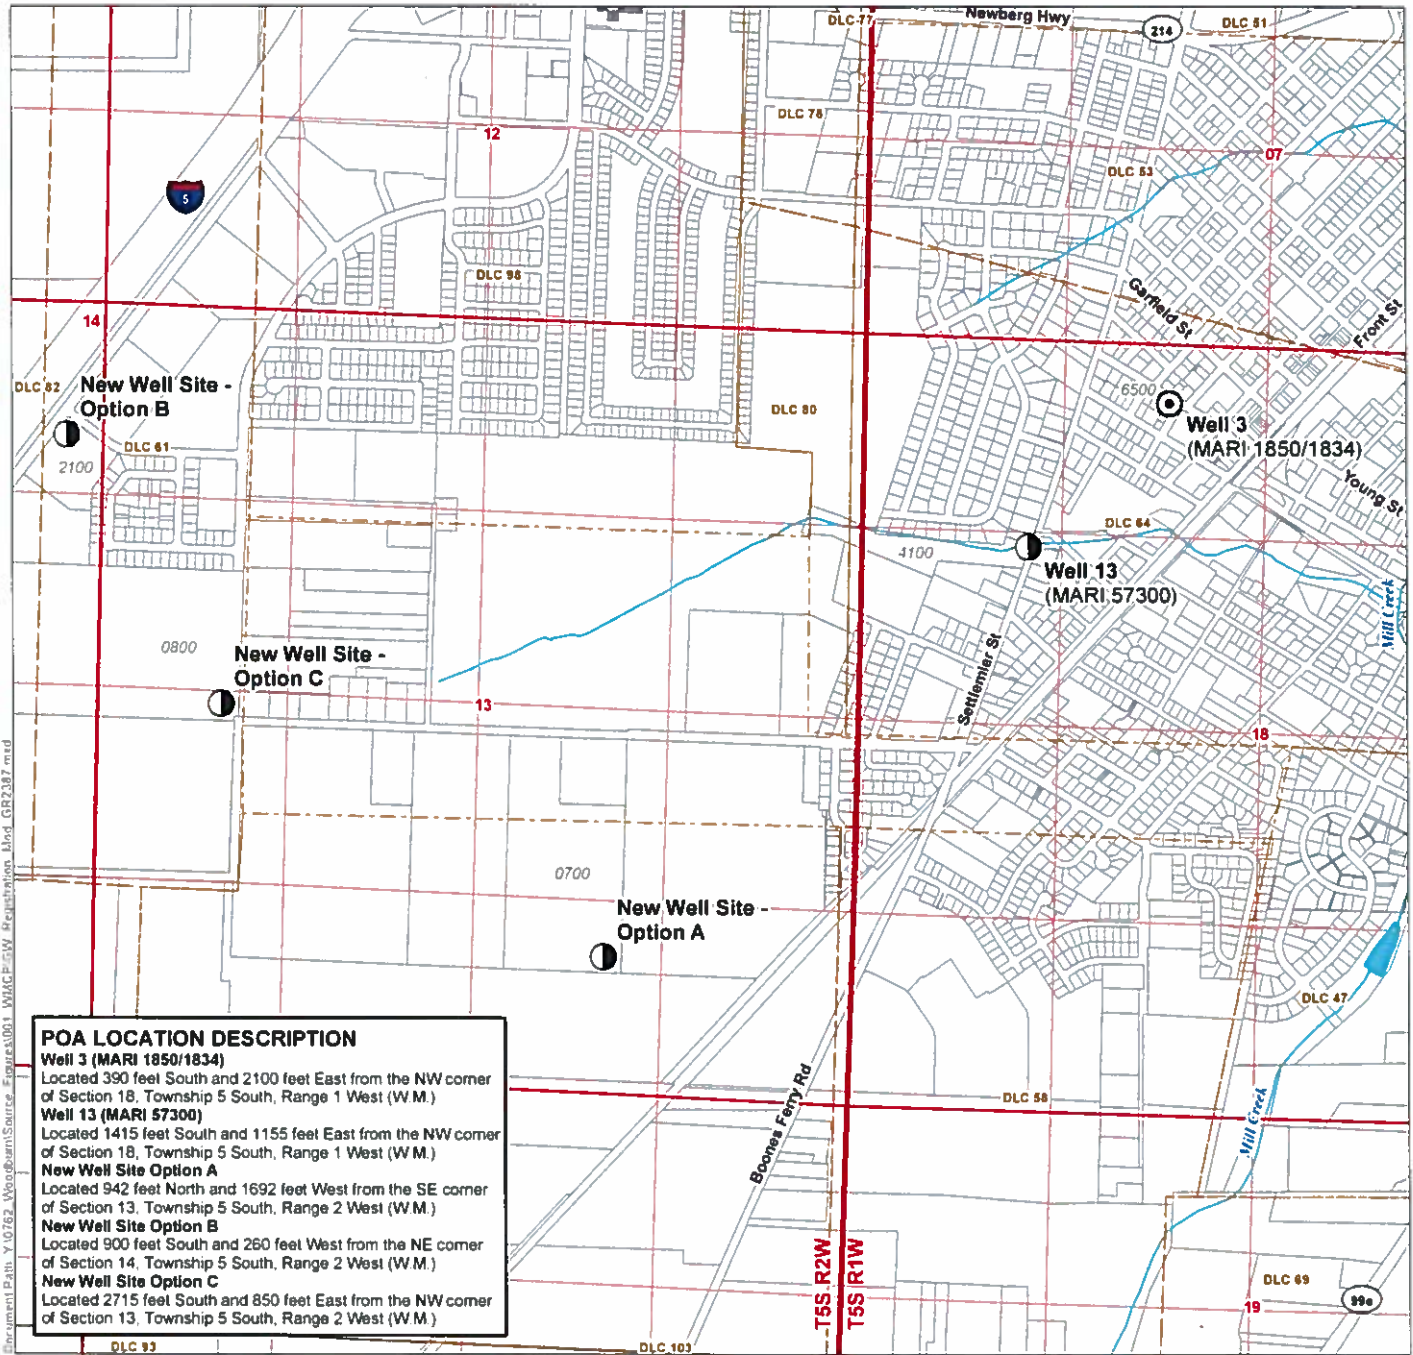 DLC 77
Newberg Hwy
214
DLC 51
DLC 78
12
07
DLC 53
5
DLC 98
Garfield St
Front St
14
DLC 62
New Well Site -
Option B
DLC 80
6500
Well 3
(MARI 1850/1834)
DLC 61
2100
Young St
DLC 64
4100
Well 13
(MARI 57300)
Mill Creek
0800
New Well Site -
Option C
Settlemier St
13
18
0700
New Well Site -
Option A
DLC 47
DLC 58
Boones Ferry Rd
Mill Creek
POA LOCATION DESCRIPTION
Well 3 (MARI 1850/1834)
Located 390 feet South and 2100 feet East from the NW corner
of Section 18, Township 5 South, Range 1 West (W.M.)
Well 13 (MARI 57300)
Located 1415 feet South and 1155 feet East from the NW corner
of Section 18, Township 5 South, Range 1 West (W.M.)
New Well Site Option A
Located 942 feet North and 1692 feet West from the SE corner
of Section 13, Township 5 South, Range 2 West (W.M.)
New Well Site Option B
Located 900 feet South and 260 feet West from the NE corner
of Section 14, Township 5 South, Range 2 West (W.M.)
New Well Site Option C
Located 2715 feet South and 850 feet East from the NW corner
of Section 13, Township 5 South, Range 2 West (W.M.)
T5S R2W
T5S R1W
DLC 69
99e
19
DLC 93
DLC 103
Document Path: Y:\0762_Woodburn\Source_Figures\001